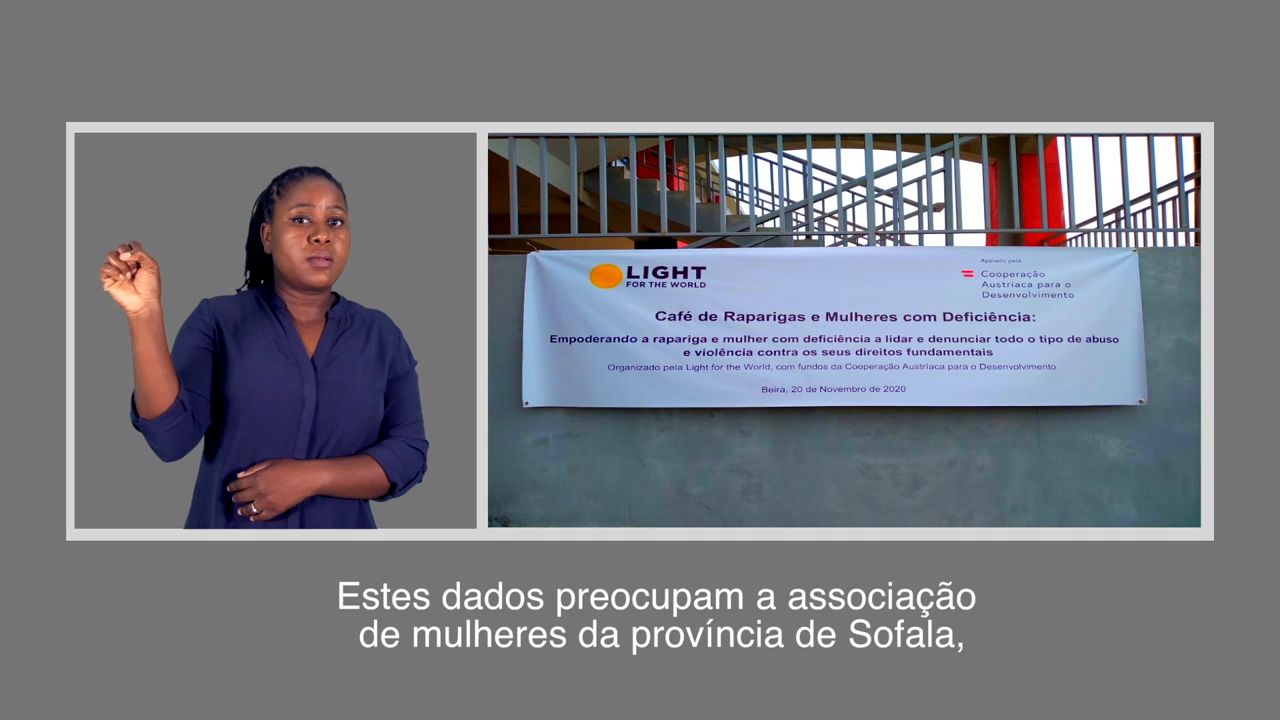 LIGHT
FOR THE WORLD
Apoiado pela
Cooperação
Austríaca para o
Desenvolvimento
Café de Raparigas e Mulheres com Deficiência:
Empoderando a rapariga e mulher com deficiência a lidar e denunciar todo o tipo de abuso
e violência contra os seus direitos fundamentais
Organizado pela Light for the World, com fundos da Cooperação Austríaca para o Desenvolvimento
Beira, 20 de Novembro de 2020
Estes dados preocupam a associação
de mulheres da província de Sofala,